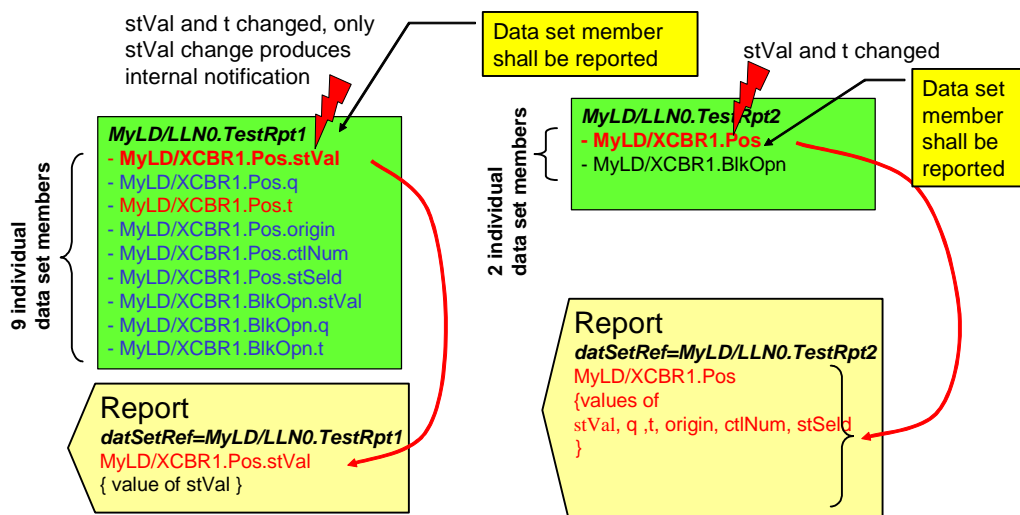 stVal and t changed, only
stVal change produces
internal notification
Data set member
shall be reported
MyLD/LLN0.TestRpt1
- MyLD/XCBR1.Pos.stVal
- MyLD/XCBR1.Pos.q
- MyLD/XCBR1.Pos.t
- MyLD/XCBR1.Pos.origin
- MyLD/XCBR1.Pos.ctlNum
- MyLD/XCBR1.Pos.stSeld
- MyLD/XCBR1.BlkOpn.stVal
- MyLD/XCBR1.BlkOpn.q
- MyLD/XCBR1.BlkOpn.t
9 individual
data set members
Report
datSetRef=MyLD/LLN0.TestRpt1
MyLD/XCBR1.Pos.stVal
{ value of stVal }
stVal and t changed
Data set
member
shall be
reported
MyLD/LLN0.TestRpt2
- MyLD/XCBR1.Pos
- MyLD/XCBR1.BlkOpn
2 individual
data set members
Report
datSetRef=MyLD/LLN0.TestRpt2
MyLD/XCBR1.Pos
{values of
stVal, q ,t, origin, ctlNum, stSeld
}